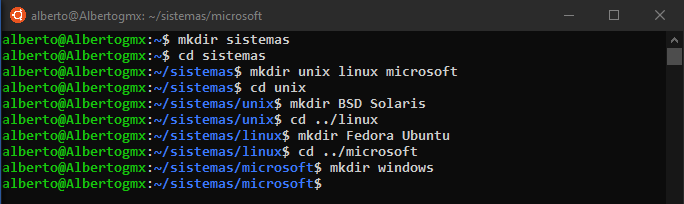 alberto@Albertogmx: ~/sistemas/microsoft
alberto@Albertogmx:~$ mkdir sistemas
alberto@Albertogmx:~$ cd sistemas
alberto@Albertogmx:~/sistemas$ mkdir unix linux microsoft
alberto@Albertogmx:~/sistemas$ cd unix
alberto@Albertogmx:~/sistemas/unix$ mkdir BSD Solaris
alberto@Albertogmx:~/sistemas/unix$ cd ../linux
alberto@Albertogmx:~/sistemas/linux$ mkdir Fedora Ubuntu
alberto@Albertogmx:~/sistemas/linux$ cd ../microsoft
alberto@Albertogmx:~/sistemas/microsoft$ mkdir windows
alberto@Albertogmx:~/sistemas/microsoft$